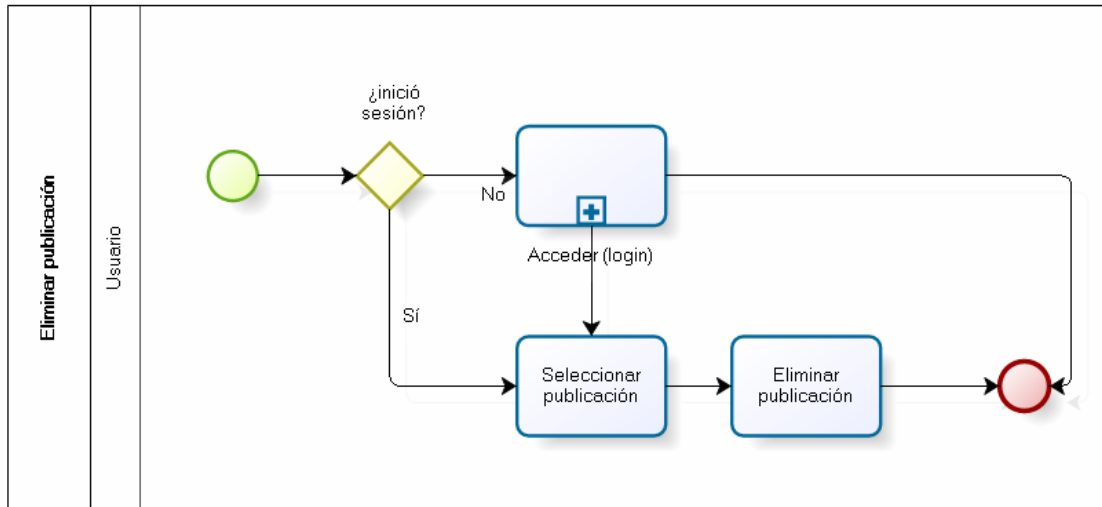 Eliminar publicación
Usuario
¿inició
sesión?
No
Acceder (login)
Sí
Seleccionar
publicación
Eliminar
publicación